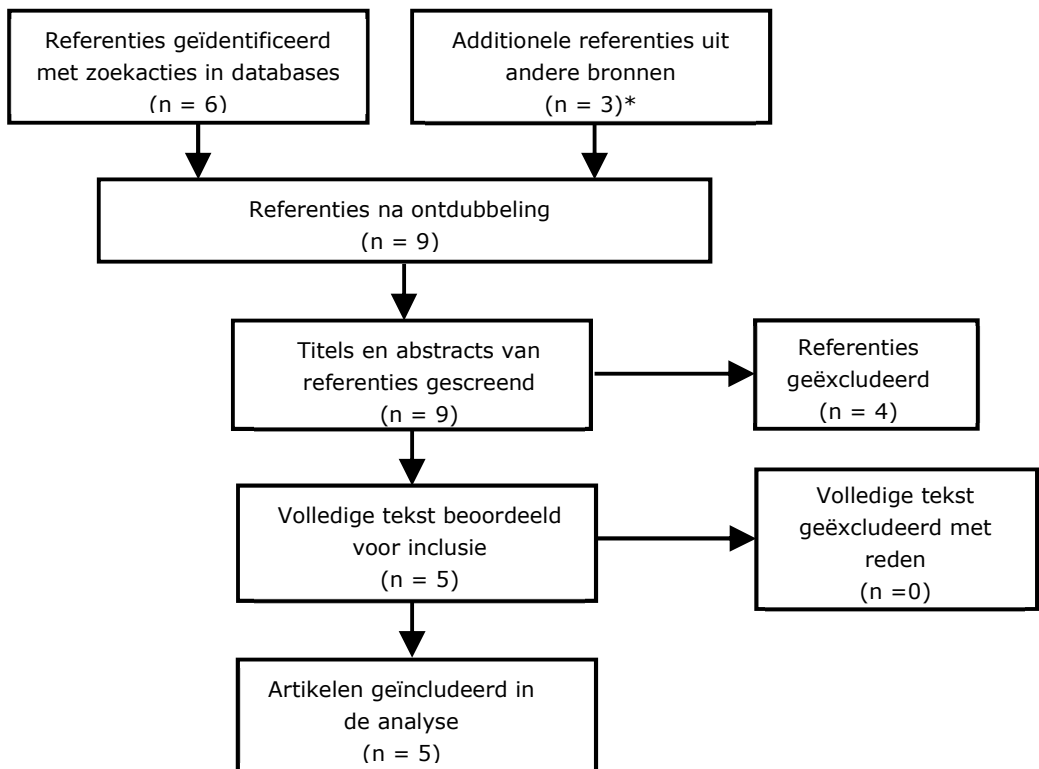 Referenties geïdentificeerd
met zoekacties in databases
(n = 6)
Additionele referenties uit
andere bronnen
(n = 3)*
Referenties na ontdubbeling
(n = 9)
Titels en abstracts van
referenties gescreend
(n = 9)
Referenties
geëxcludeerd
(n = 4)
Volledige tekst beoordeeld
voor inclusie
(n = 5)
Volledige tekst
geëxcludeerd met
reden
(n =0)
Artikelen geïncludeerd in
de analyse
(n = 5)